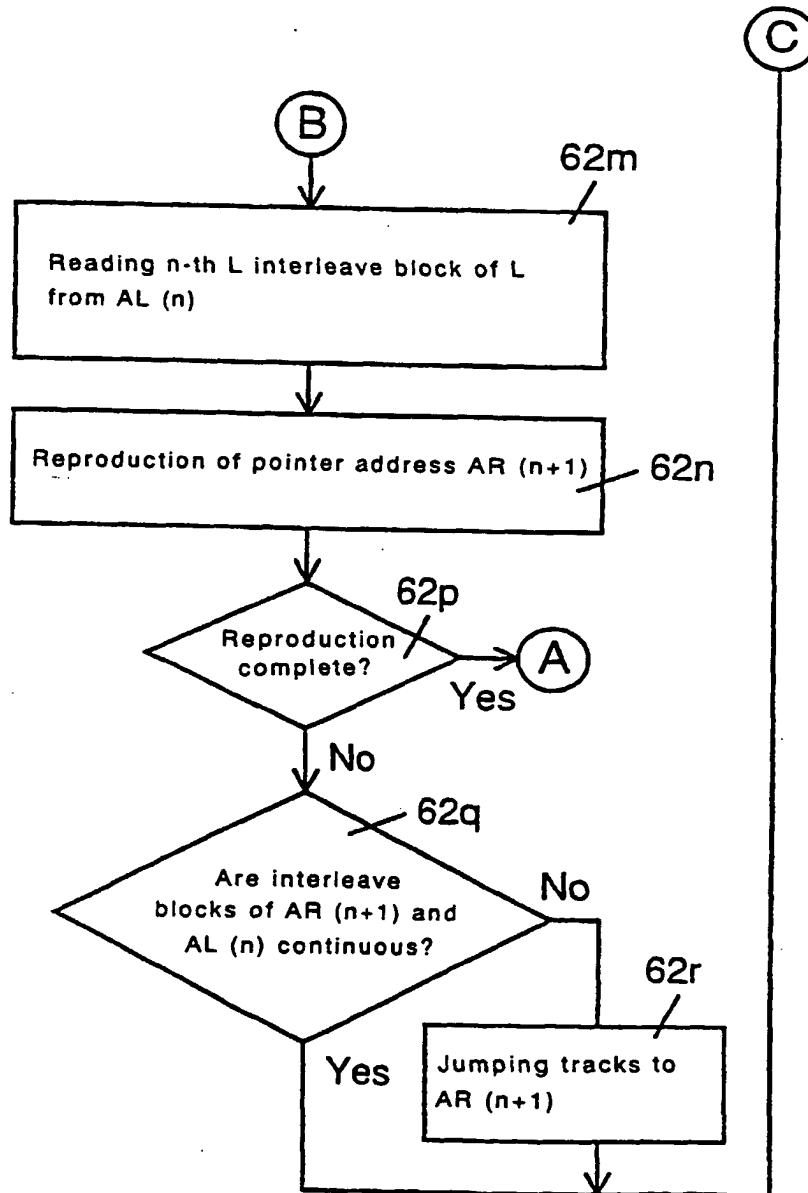 C
B
62m
Reading n-th L interleave block of L
from AL (n)
Reproduction of pointer address AR (n+1)
62n
62p
Reproduction
complete?
A
Yes
No
62q
Are interleave
blocks of AR (n+1) and
AL (n) continuous?
No
62r
Yes
Jumping tracks to
AR (n+1)